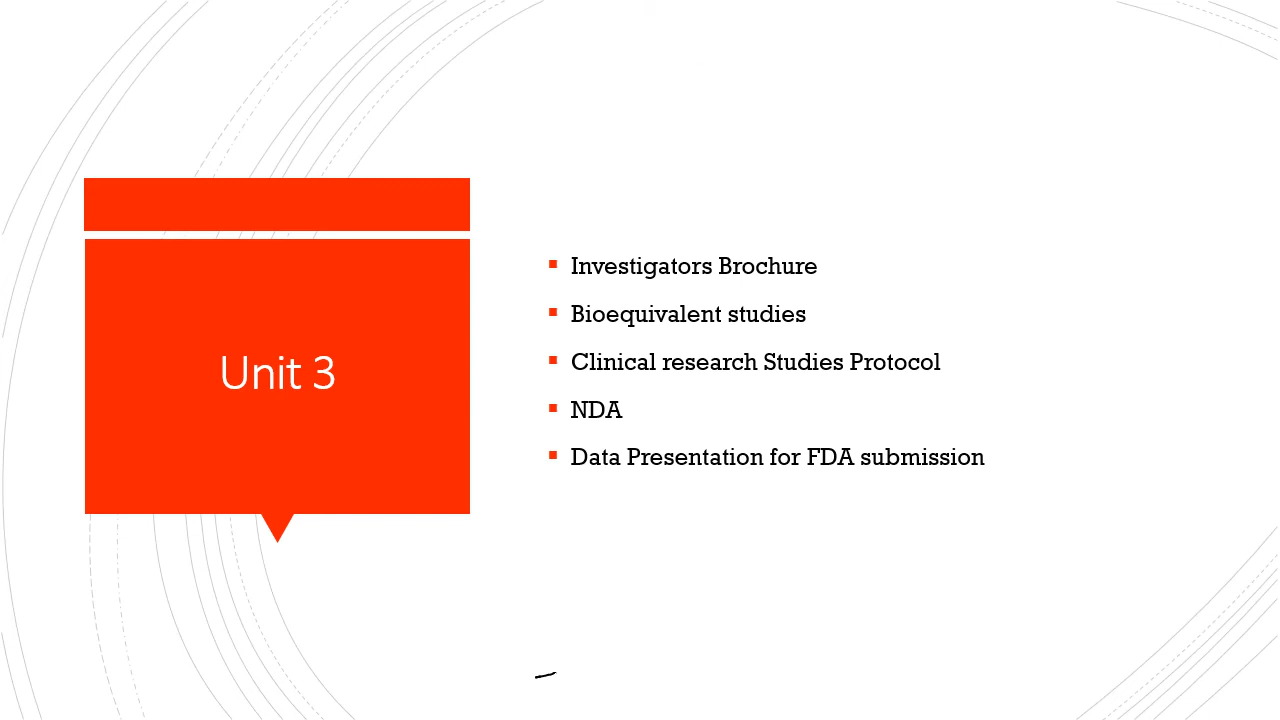 Unit 3
Investigators Brochure
Bioequivalent studies
Clinical research Studies Protocol
NDA
Data Presentation for FDA submission